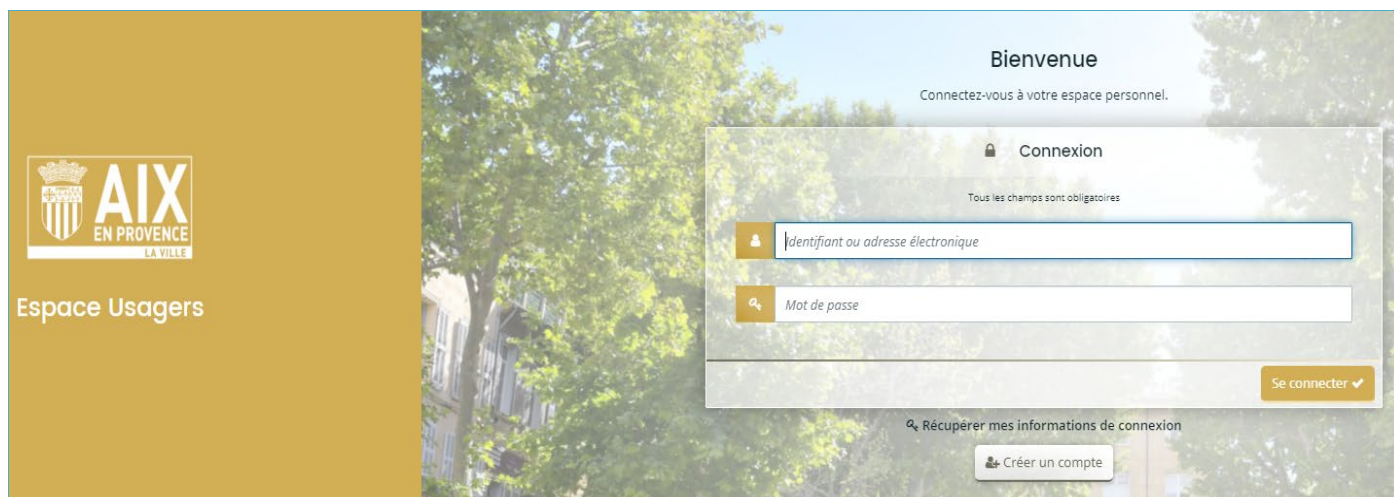 AIX
EN PROVENCE
LA VILLE
Espace Usagers
Bienvenue
Connectez-vous à votre espace personnel.
Connexion
Tous les champs sont obligatoires
Identifiant ou adresse électronique
Mot de passe
Se connecter
Récupérer mes informations de connexion
Créer un compte